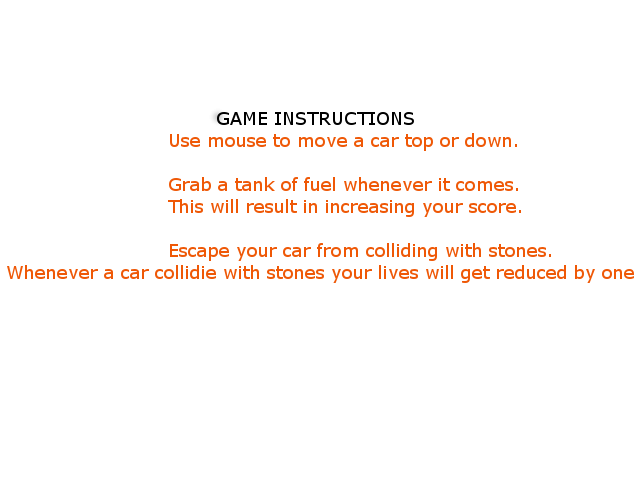 GAME INSTRUCTIONS
Use mouse to move a car top or down.
Grab a tank of fuel whenever it comes.
This will result in increasing your score.
Escape your car from colliding with stones.
Whenever a car collidie with stones your lives will get reduced by one